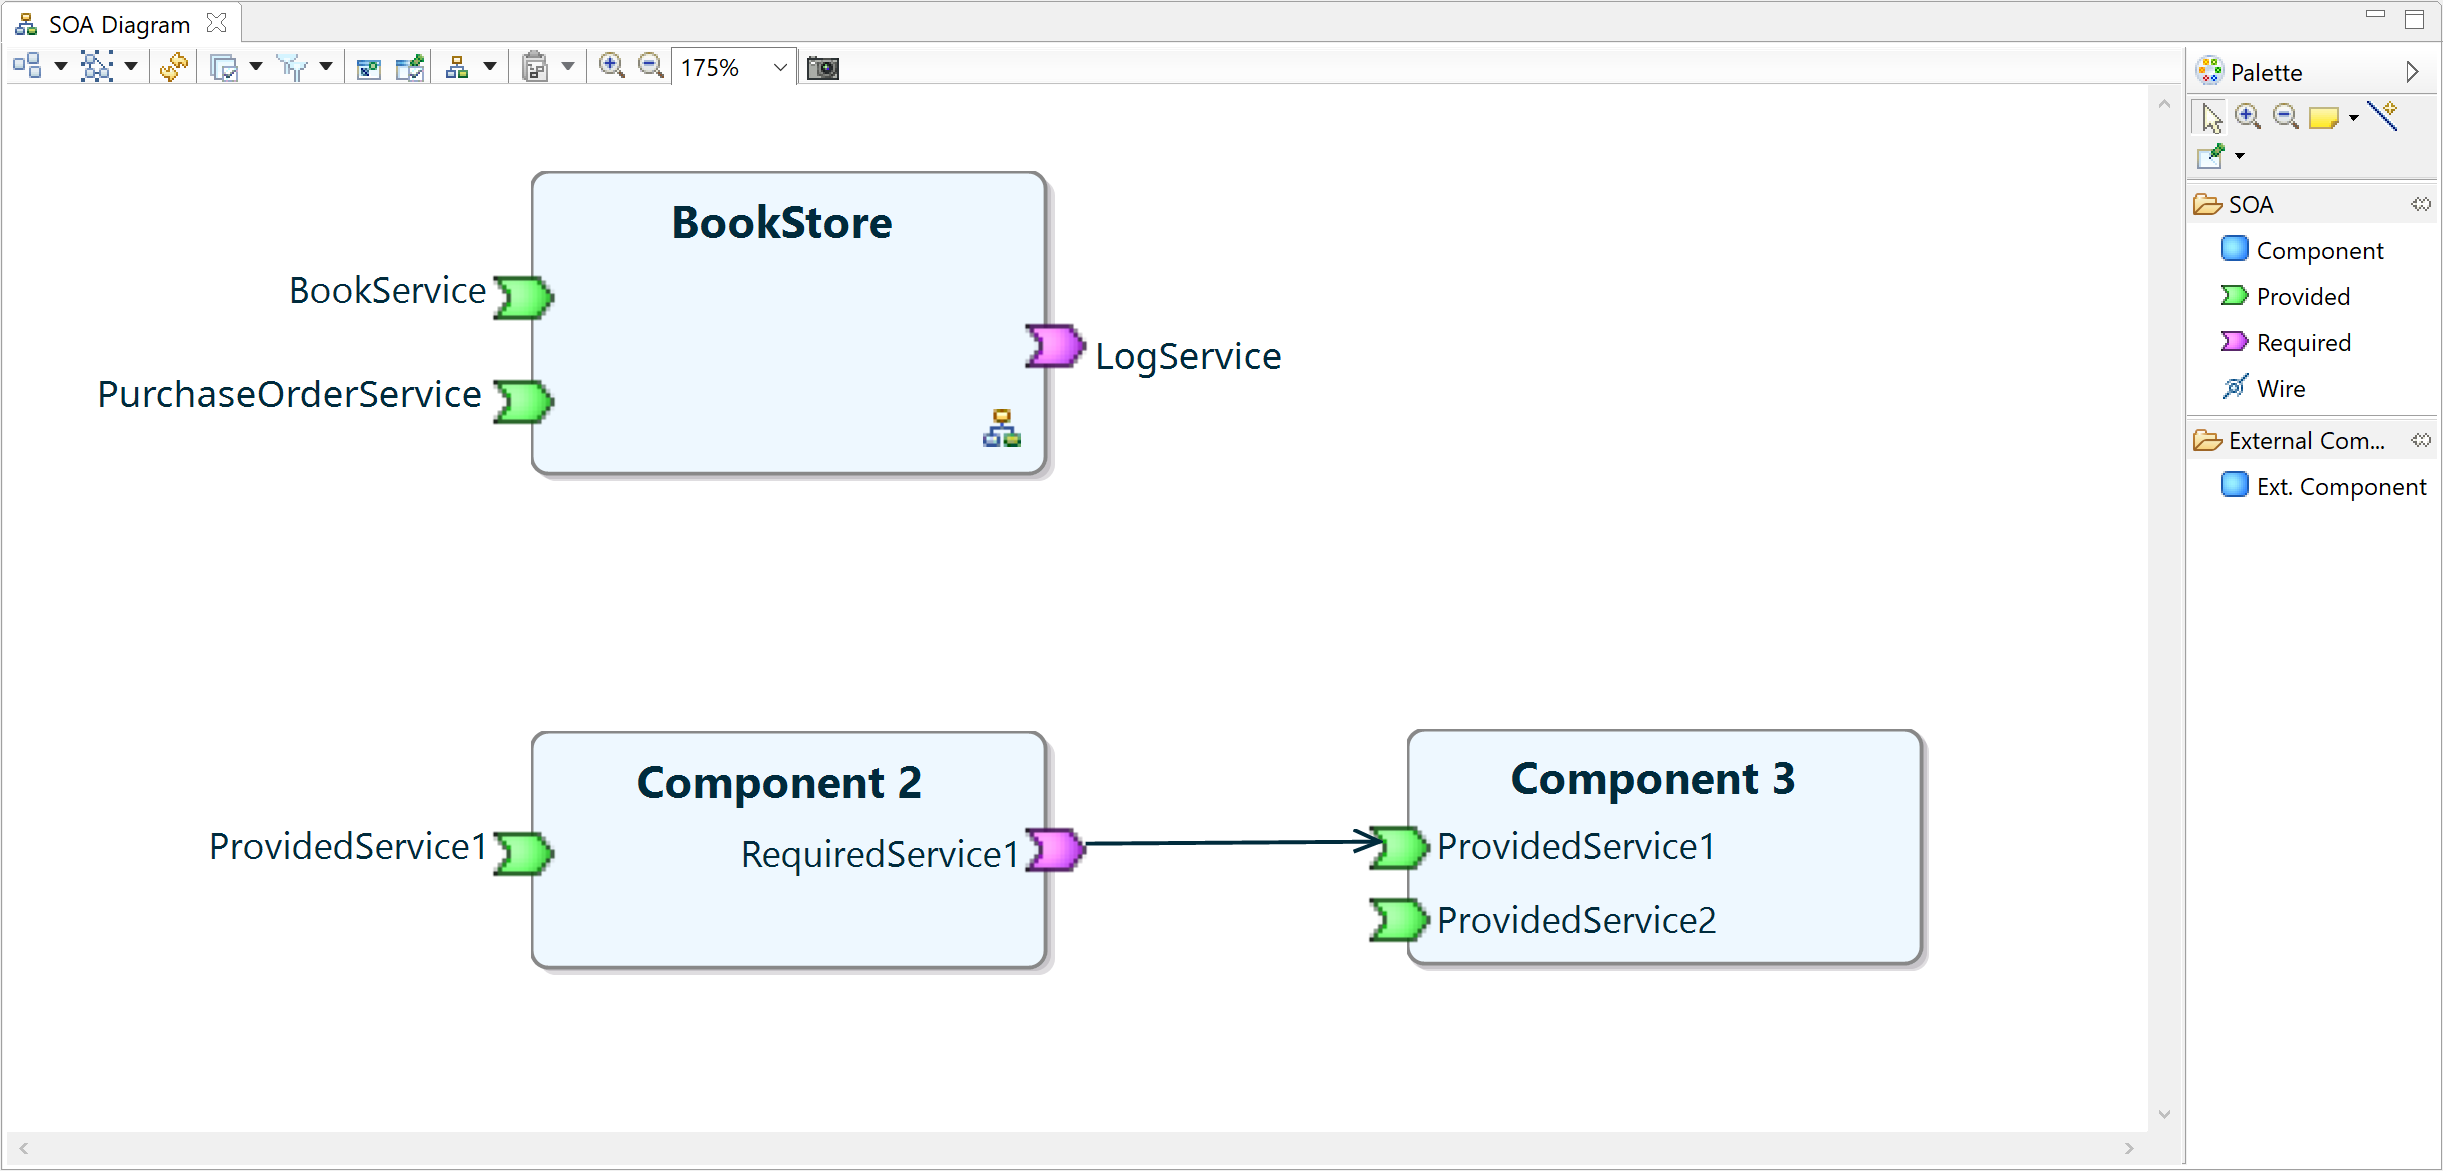 SOA Diagram
175%
Palette
SOA
Component
Provided
Required
Wire
External Com...
Ext. Component
BookStore
BookService
PurchaseOrderService
LogService
Component 2
ProvidedService1
RequiredService1
Component 3
ProvidedService1
ProvidedService2